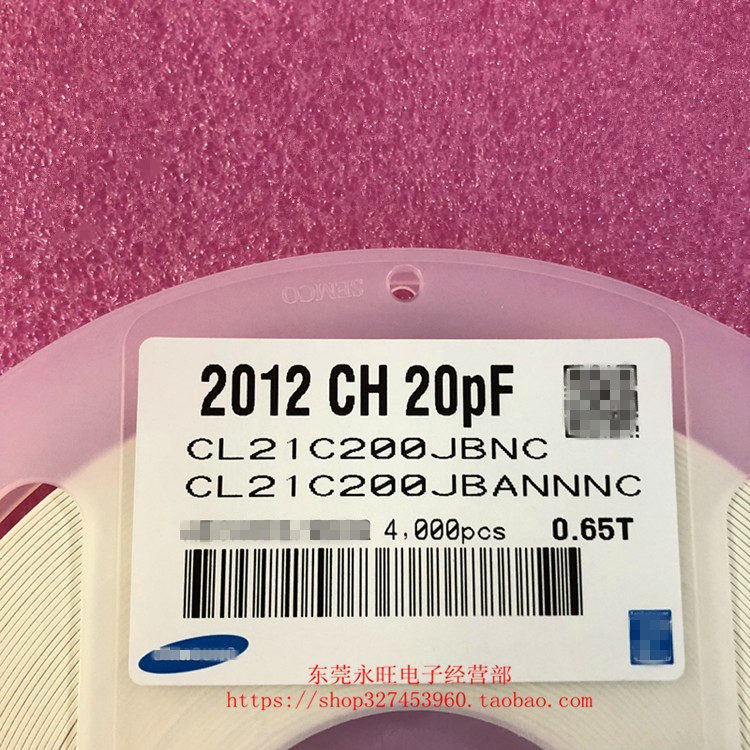 SEMCO
2012 CH 20pF
CL21C200JBNC
CL21C200JBANNNC
4,000pcs 0.65T
东莞永旺电子经营部
https://shop327453960.taobao.com/